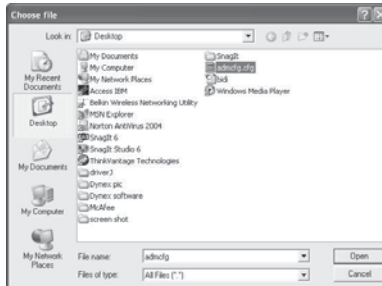 Choose file
Look in:
Desktop
My Recent
Documents
Desktop
My Documents
My Computer
My Network
Places
My Documents
My Computer
My Network Places
Access IBM
Belkin Wireless Networking Utility
MSN Explorer
Norton AntiVirus 2004
SnagIt 6
SnagIt Studio 6
ThinkVantage Technologies
driverJ
Dynex pic
Dynex software
McAfee
screen shot
SnagIt
admcfg.cfg
bidi
Windows Media Player
File name:
admcfg
Open
Files of type:
All Files (*.*)
Cancel